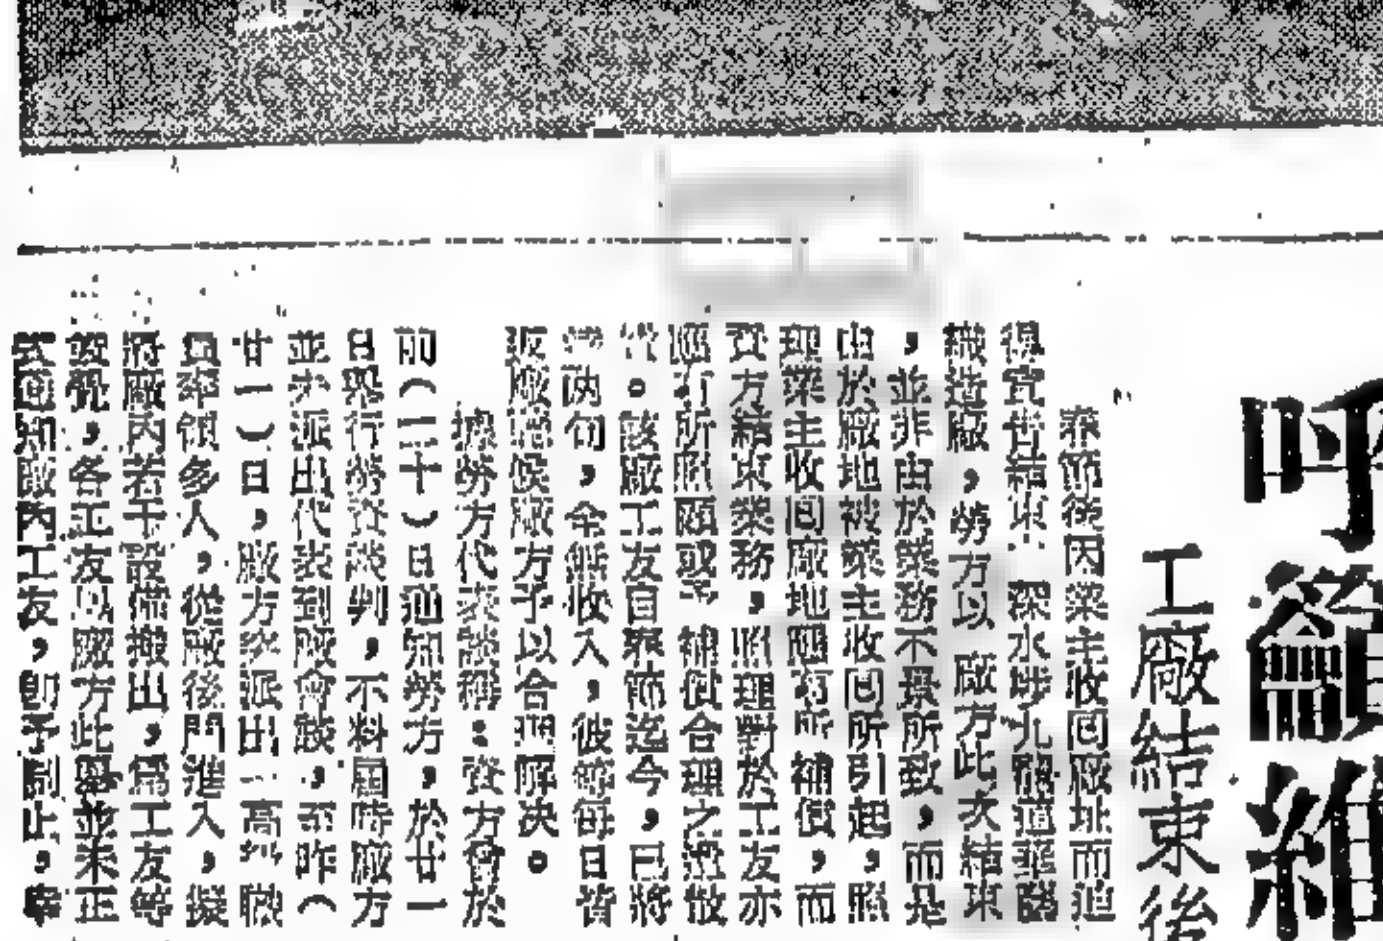 呼籲維
工廠結束後
節後因業主收回廠址而迫
得宣告結束 深水埗九龍道華
織造廠，勞方以 廠方此次結束
，並非由於業務不景所致，而是
由於廠地被業主收回所引起，照
理業主收回廠地應有所補償，而
資方結束業務，照理對於工友亦
應有所照顧或予 補償合理之遣散
。該廠工友自 節迄今，已將
兩旬，全無收入，彼等每日皆
返廠 候廠方予以合理解决。
據勞方代表談稱：資方曾於
前（二十）日通知勞方，於廿一
日舉行勞資談判，不料屆時廠方
並未派出代表到廠會談，至昨（
廿一）日，廠方突派出一高級職
員率領多人，從廠後門進入，擬
將廠內若干設備搬出，為工友等
發覺，各工友以廠方此舉並未正
式通知廠內工友，卽予制止，